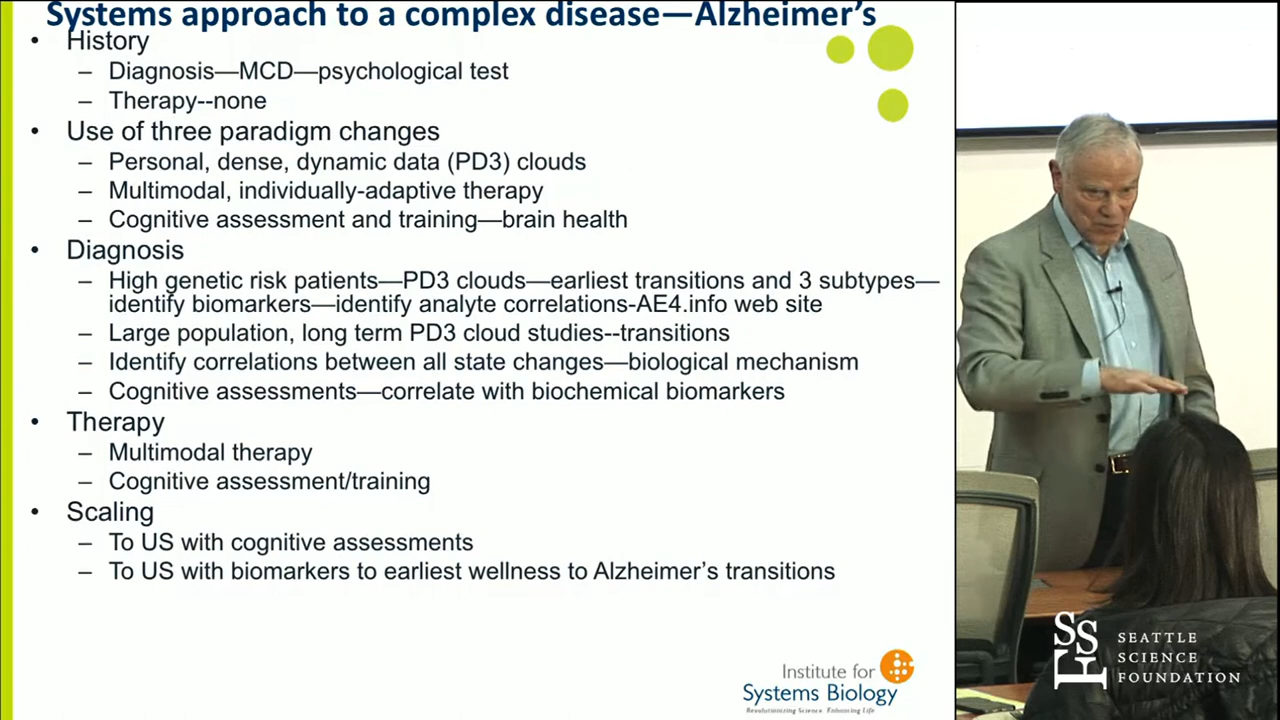 Systems approach to a complex disease—Alzheimer's
• History
– Diagnosis—MCD—psychological test
– Therapy--none
• Use of three paradigm changes
– Personal, dense, dynamic data (PD3) clouds
– Multimodal, individually-adaptive therapy
– Cognitive assessment and training—brain health
• Diagnosis
– High genetic risk patients—PD3 clouds—earliest transitions and 3 subtypes—
identify biomarkers—identify analyte correlations-AE4.info web site
– Large population, long term PD3 cloud studies--transitions
– Identify correlations between all state changes—biological mechanism
– Cognitive assessments—correlate with biochemical biomarkers
• Therapy
– Multimodal therapy
– Cognitive assessment/training
• Scaling
– To US with cognitive assessments
– To US with biomarkers to earliest wellness to Alzheimer's transitions
Institute for
Systems Biology
Revolutionizing Science. Enhancing Life.
SSF
SEATTLE
SCIENCE
FOUNDATION.